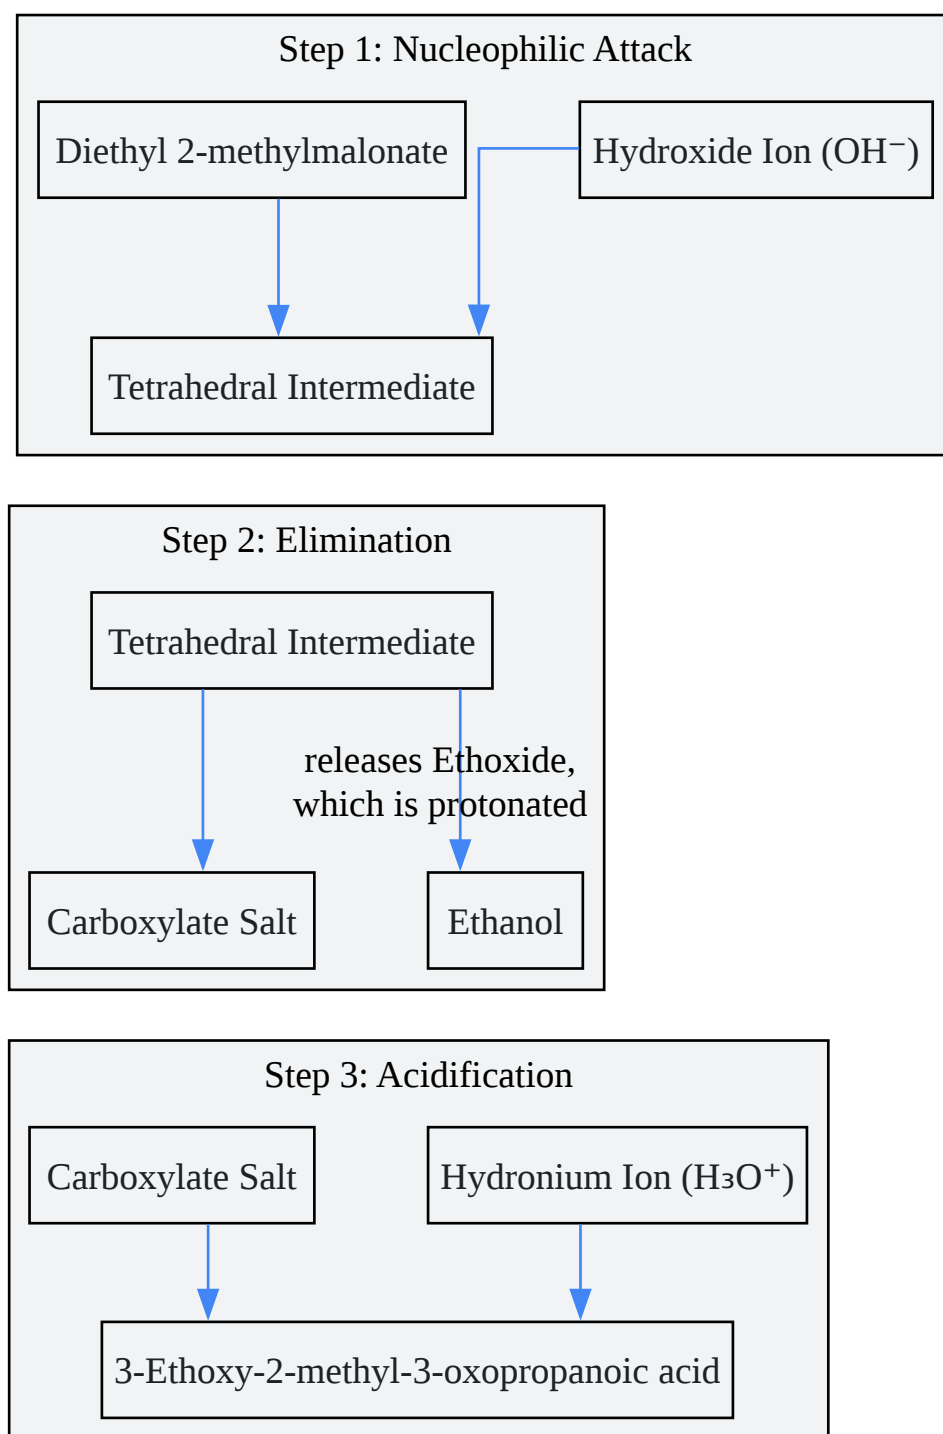 Step 1: Nucleophilic Attack
Diethyl 2-methylmalonate
Hydroxide Ion (OH⁻)
Tetrahedral Intermediate
Step 2: Elimination
Tetrahedral Intermediate
releases Ethoxide,
which is protonated
Carboxylate Salt
Ethanol
Step 3: Acidification
Carboxylate Salt
Hydronium Ion (H₃O⁺)
3-Ethoxy-2-methyl-3-oxopropanoic acid